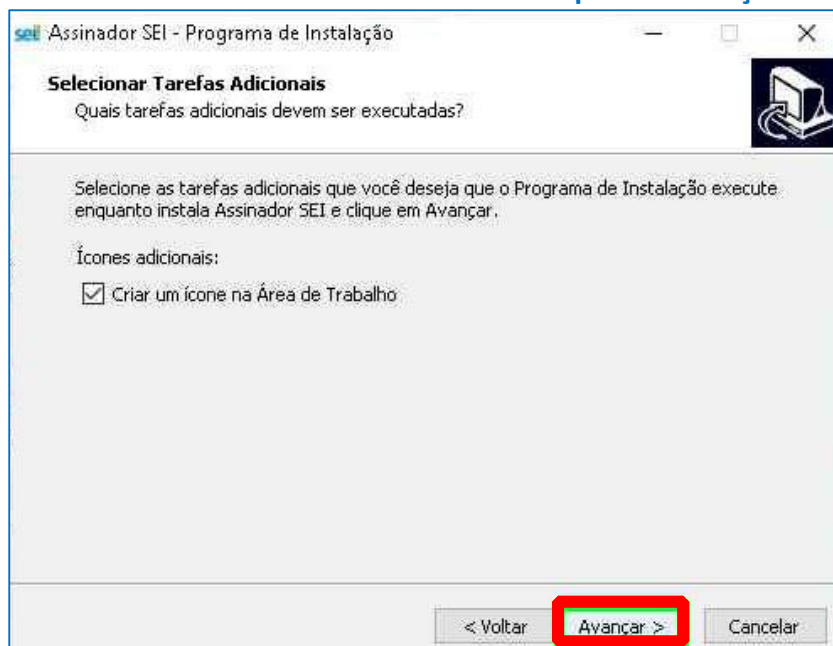 sei! Assinador SEI - Programa de Instalação
Selecionar Tarefas Adicionais
Quais tarefas adicionais devem ser executadas?
Selecione as tarefas adicionais que você deseja que o Programa de Instalação execute
enquanto instala Assinador SEI e clique em Avançar.
Ícones adicionais:
Criar um ícone na Área de Trabalho
< Voltar Avançar > Cancelar